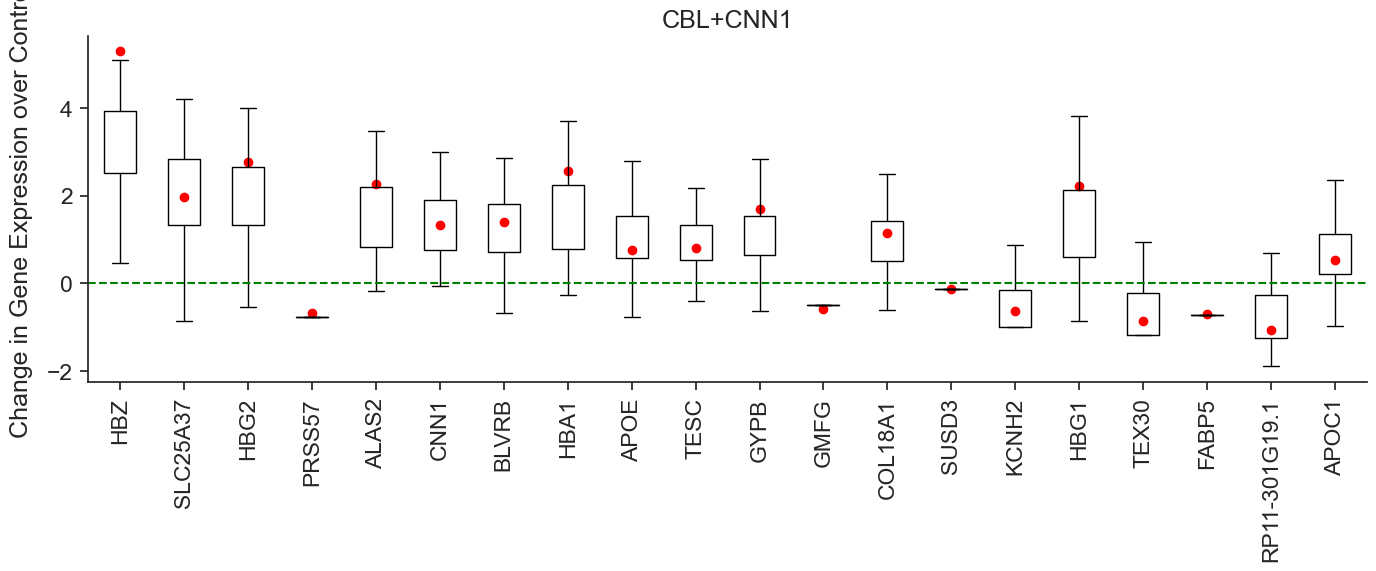 CBL+CNN1
Change in Gene Expression over Contro
4
2
0
−2
HBZ
SLC25A37
HBG2
PRSS57
ALAS2
CNN1
BLVRB
HBA1
APOE
TESC
GYPB
GMFG
COL18A1
SUSD3
KCNH2
HBG1
TEX30
FABP5
RP11-301G19.1
APOC1